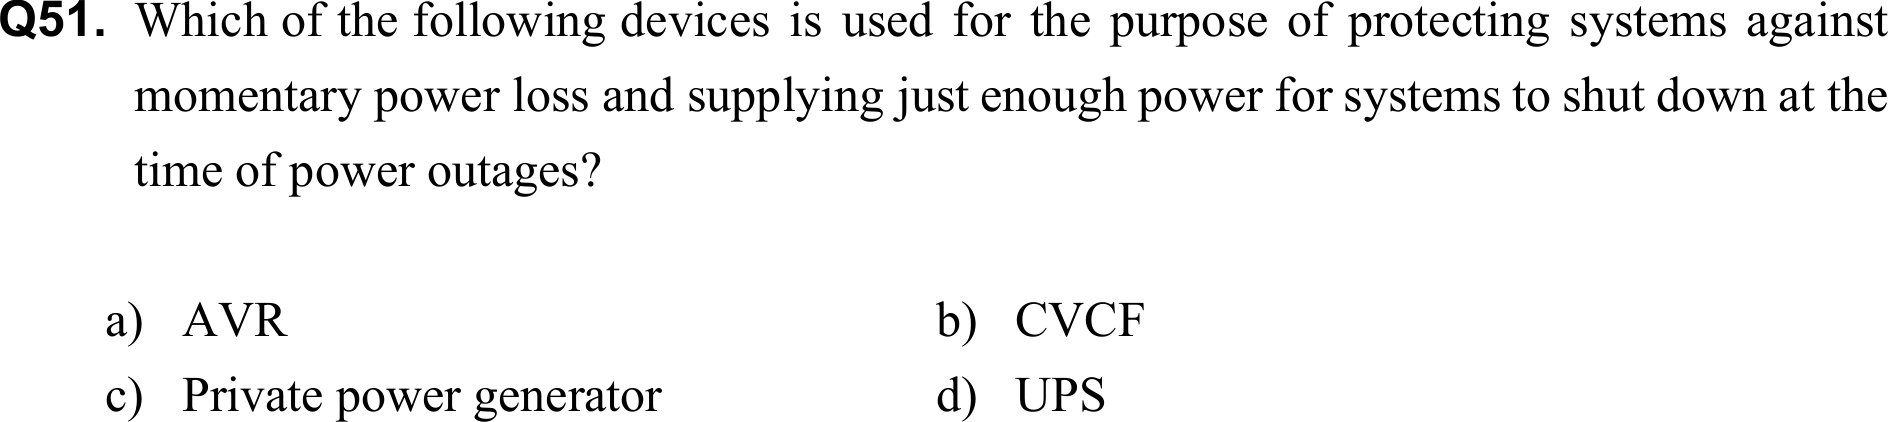 Q51. Which of the following devices is used for the purpose of protecting systems against
momentary power loss and supplying just enough power for systems to shut down at the
time of power outages?
a) AVR b) CVCF
c) Private power generator d) UPS